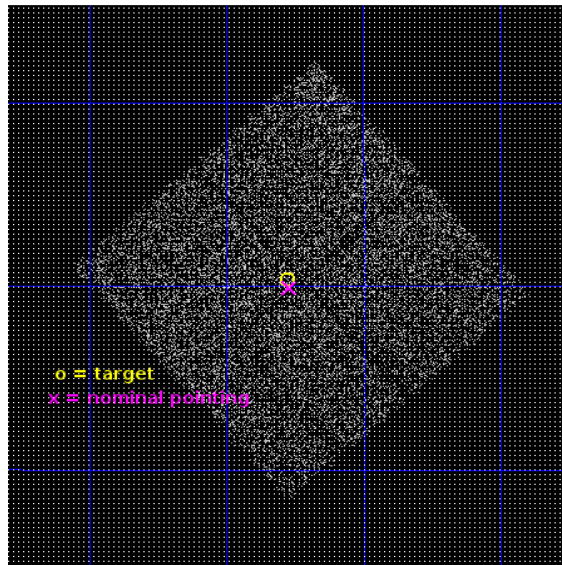 o = target
x = nominal pointing